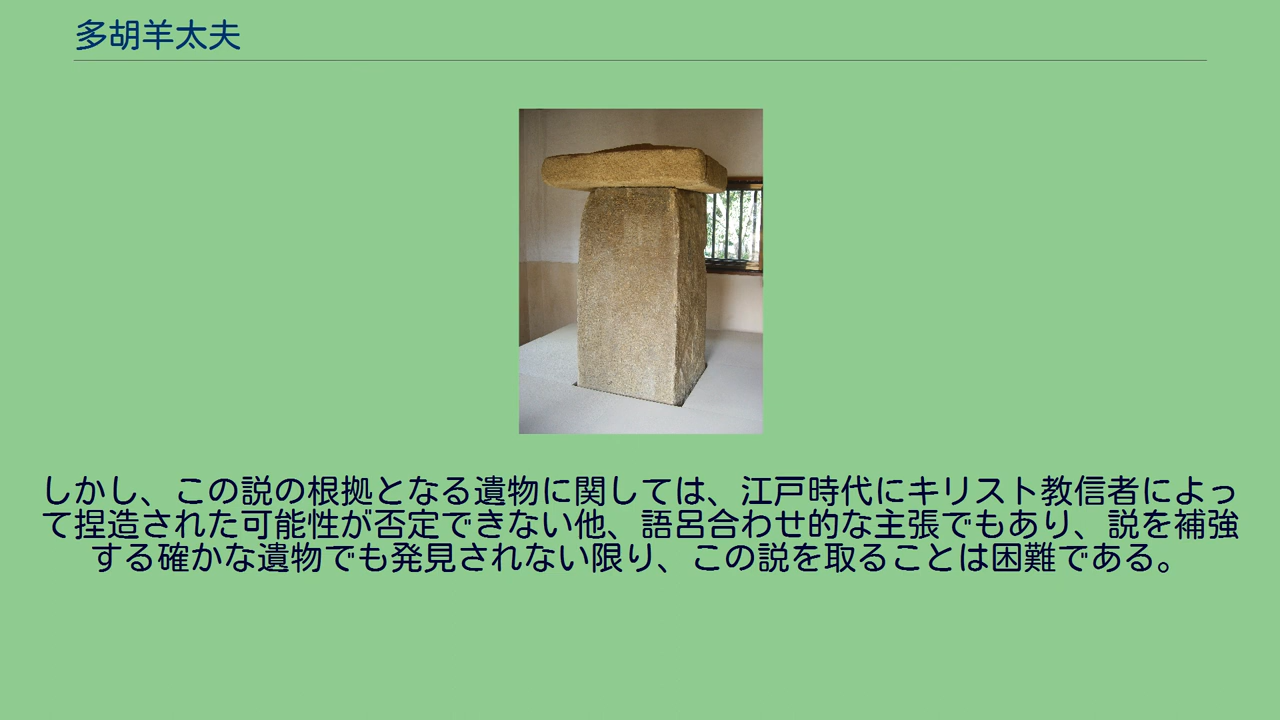 多胡羊太夫
しかし、この説の根拠となる遺物に関しては、江戸時代にキリスト教信者によっ
て捏造された可能性が否定できない他、語呂合わせ的な主張でもあり、説を補強
する確かな遺物でも発見されない限り、この説を取ることは困難である。